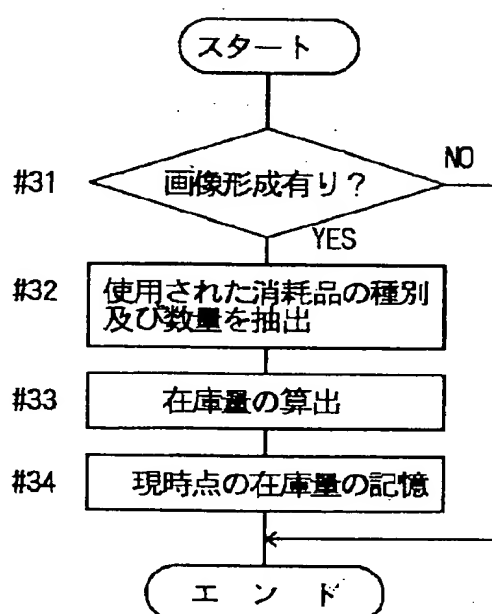 スタート
#31
画像形成有り?
NO
YES
#32
使用された消耗品の種別
及び数量を抽出
#33
在庫量の算出
#34
現時点の在庫量の記憶
エンド